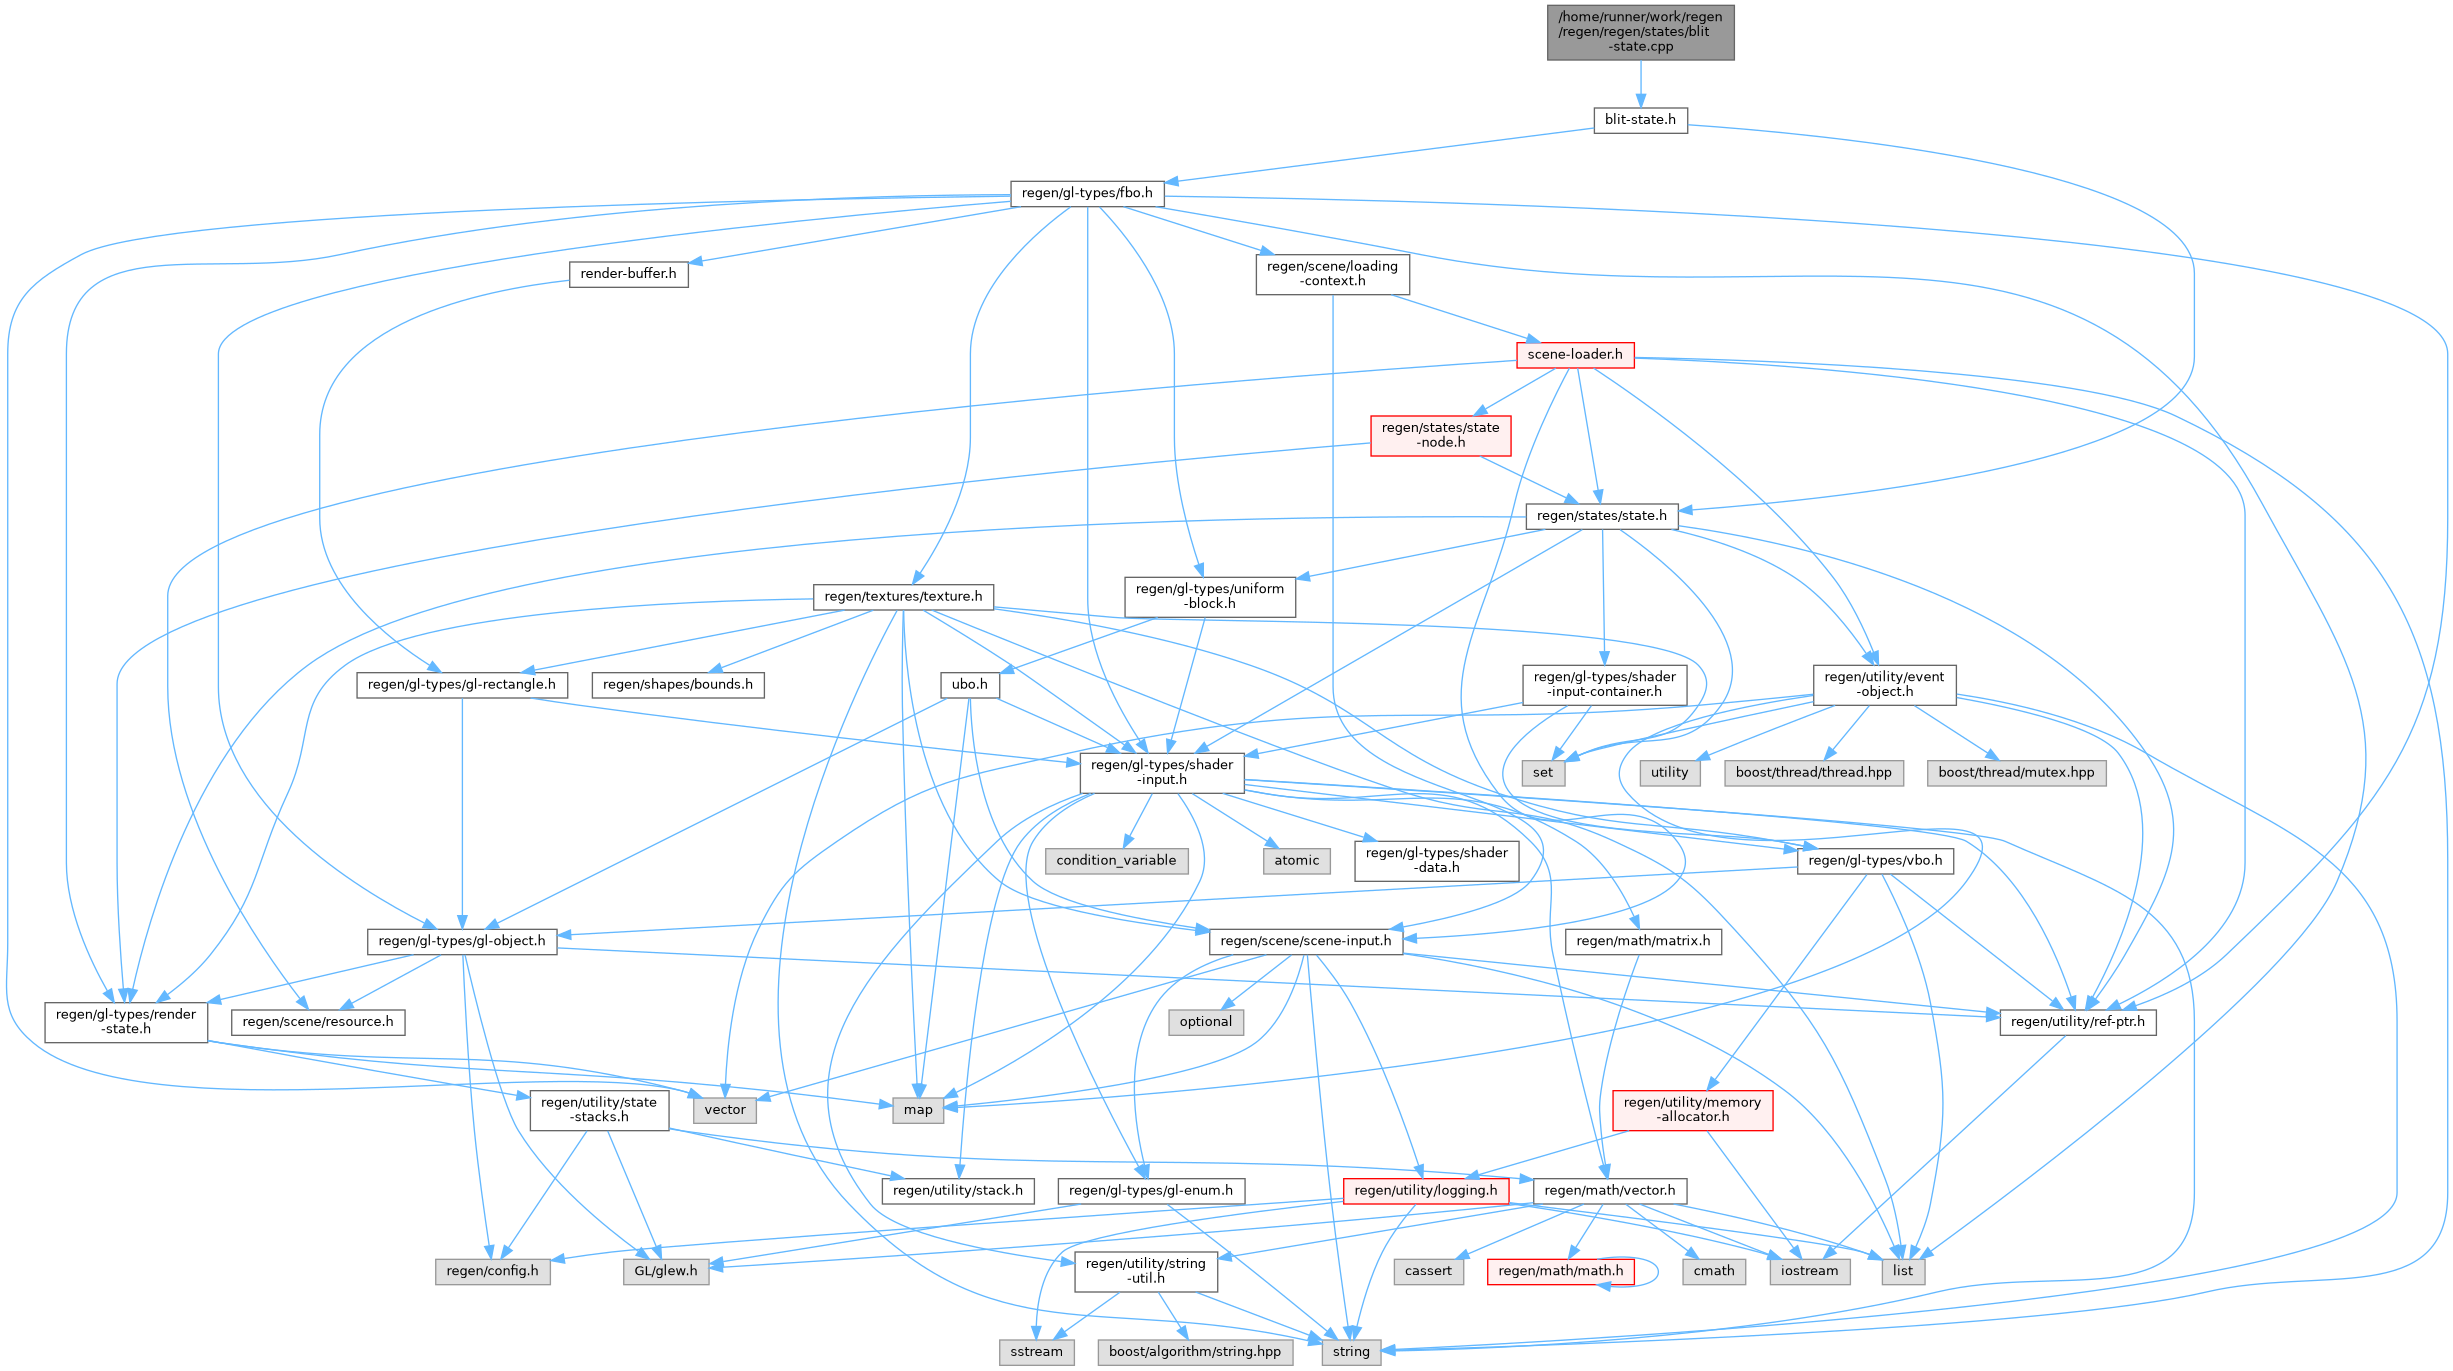 /home/runner/work/regen
/regen/regen/states/blit
-state.cpp
blit-state.h
regen/gl-types/fbo.h
render-buffer.h
regen/scene/loading
-context.h
scene-loader.h
regen/states/state
-node.h
regen/states/state.h
regen/textures/texture.h
regen/gl-types/uniform
-block.h
regen/gl-types/gl-rectangle.h
regen/shapes/bounds.h
ubo.h
regen/gl-types/shader
-input-container.h
regen/utility/event
-object.h
regen/gl-types/shader
-input.h
set
utility
boost/thread/thread.hpp
boost/thread/mutex.hpp
condition_variable
atomic
regen/gl-types/shader
-data.h
regen/gl-types/vbo.h
regen/gl-types/gl-object.h
regen/scene/scene-input.h
regen/math/matrix.h
regen/gl-types/render
-state.h
regen/scene/resource.h
optional
regen/utility/ref-ptr.h
regen/utility/state
-stacks.h
vector
map
regen/utility/memory
-allocator.h
regen/utility/stack.h
regen/gl-types/gl-enum.h
regen/utility/logging.h
regen/math/vector.h
regen/config.h
GL/glew.h
regen/utility/string
-util.h
cassert
regen/math/math.h
cmath
iostream
list
sstream
boost/algorithm/string.hpp
string